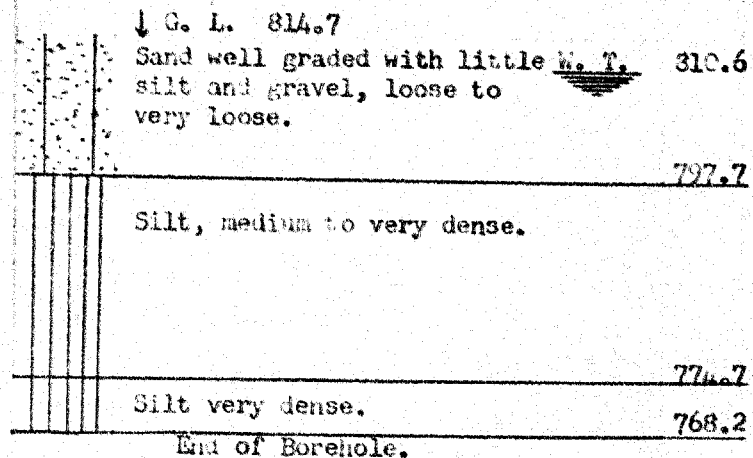 ↓ G. L. 814.7
Sand well graded with little W. T. 810.6
silt and gravel, loose to
very loose.
797.7
Silt, medium to very dense.
774.7
Silt very dense.
768.2
End of Borehole.